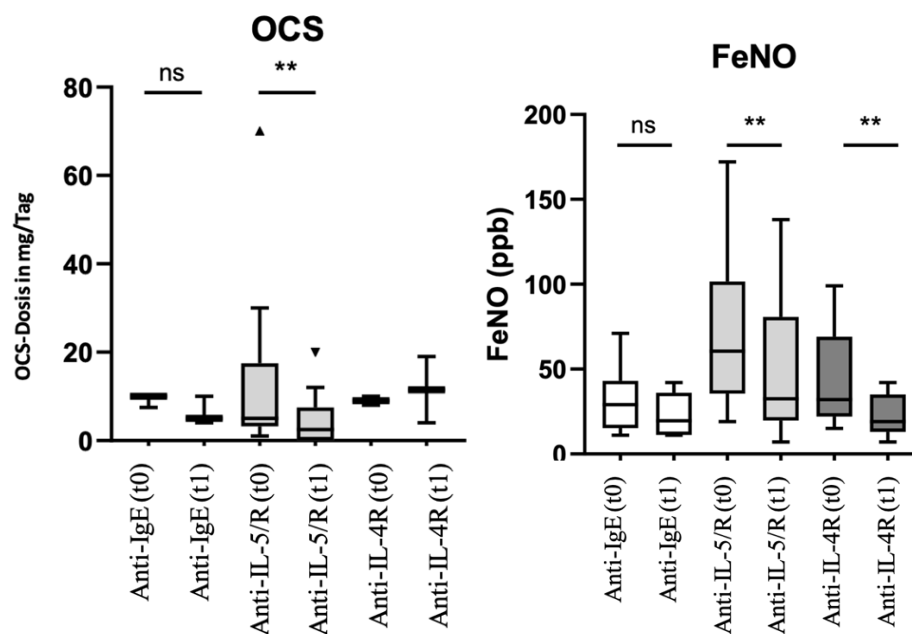 OCS
ns
**
80
60
40
20
0
OCS-Dosis in mg/Tag
Anti-IgE (t0)
Anti-IgE (t1)
Anti-IL-5/R (t0)
Anti-IL-5/R (t1)
Anti-IL-4R (t0)
Anti-IL-4R (t1)
FeNO
ns
**
**
200
150
100
50
0
FeNO (ppb)
Anti-IgE (t0)
Anti-IgE (t1)
Anti-IL-5/R (t0)
Anti-IL-5/R (t1)
Anti-IL-4R (t0)
Anti-IL-4R (t1)